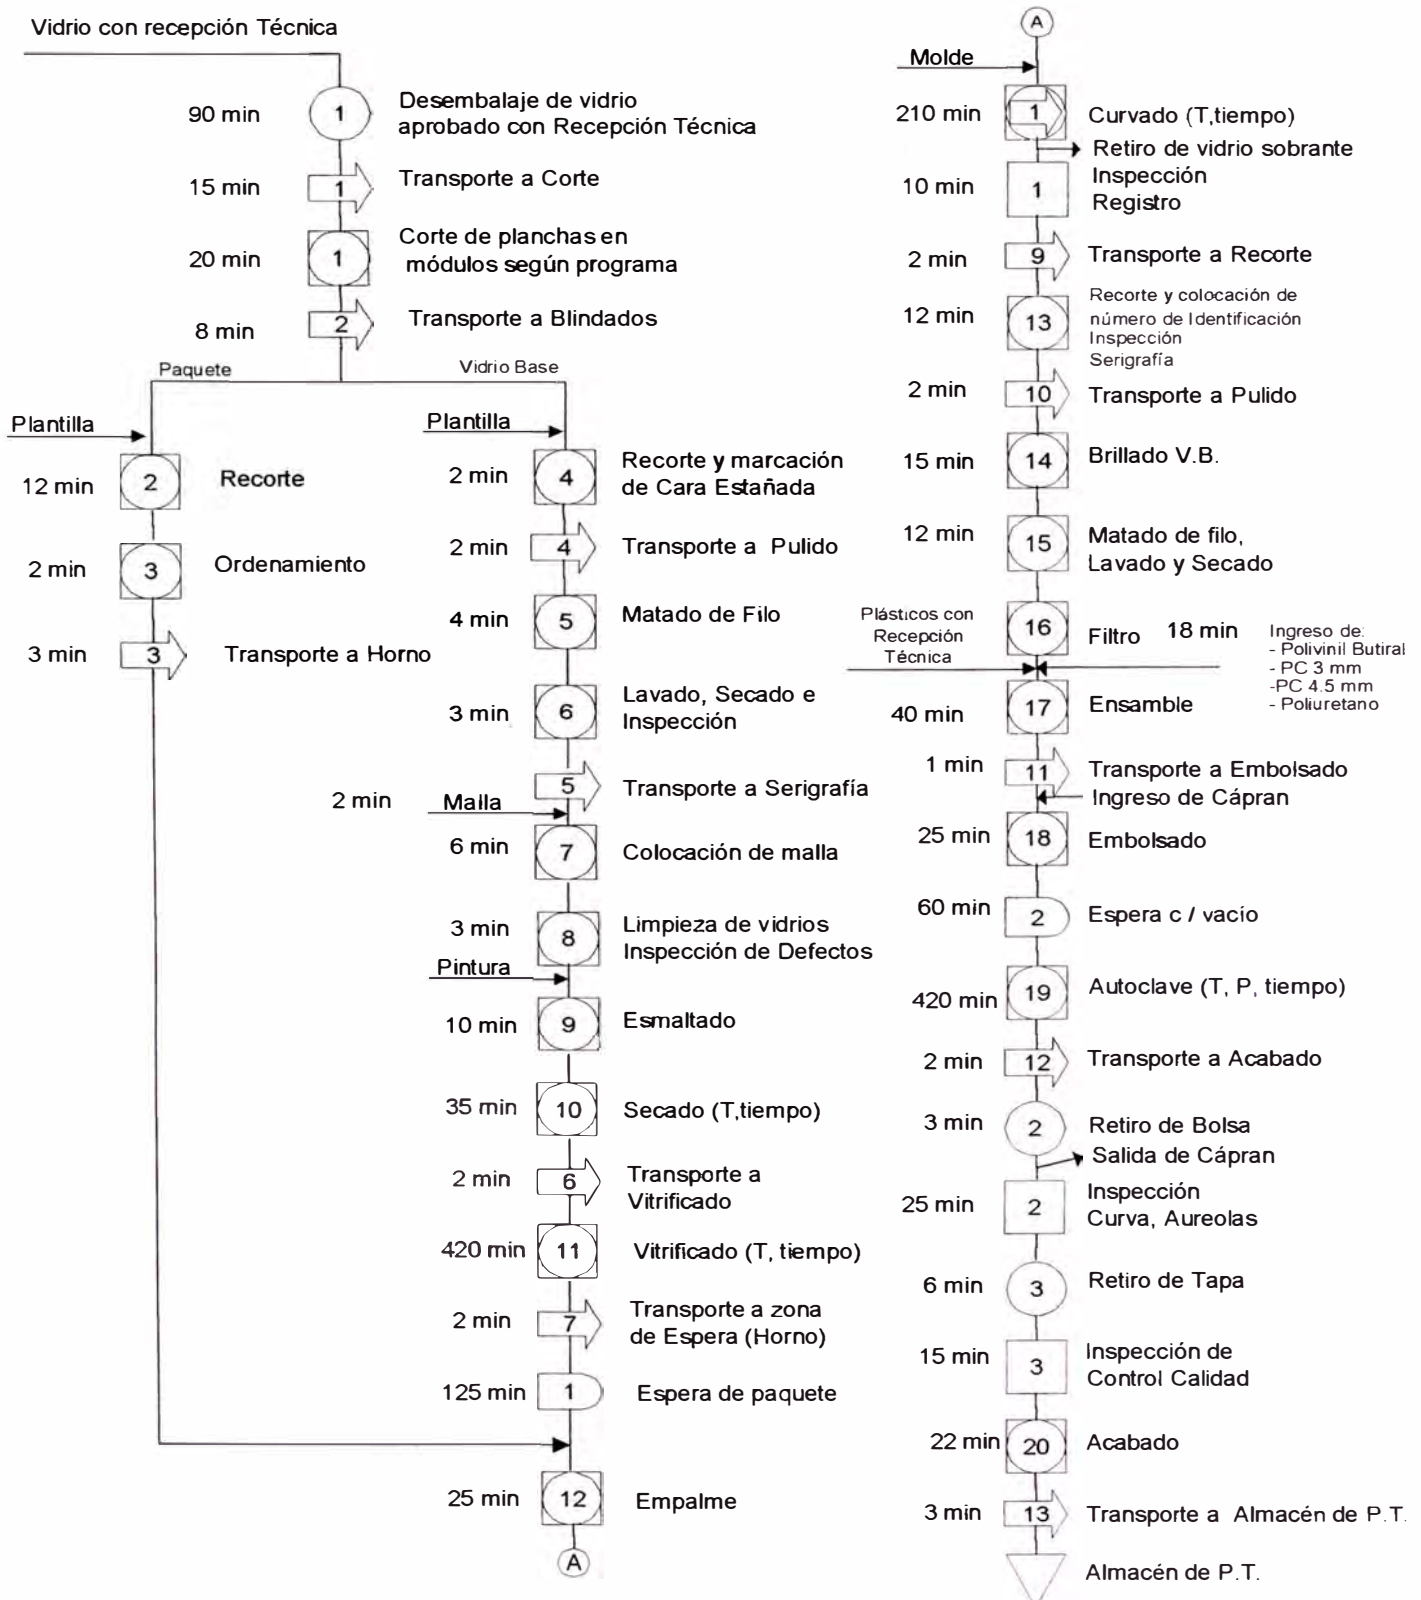 Vidrio con recepción Técnica
90 min
1
Desembalaje de vidrio
aprobado con Recepción Técnica
15 min
1
Transporte a Corte
20 min
1
Corte de planchas en
módulos según programa
8 min
2
Transporte a Blindados
Paquete
Vidrio Base
Plantilla
12 min
2
Recorte
2 min
3
Ordenamiento
3 min
3
Transporte a Horno
Plantilla
2 min
4
Recorte y marcación
de Cara Estañada
2 min
4
Transporte a Pulido
4 min
5
Matado de Filo
3 min
6
Lavado, Secado e
Inspección
2 min
5
Transporte a Serigrafía
Malla
6 min
7
Colocación de malla
3 min
8
Limpieza de vidrios
Inspección de Defectos
Pintura
10 min
9
Esmaltado
35 min
10
Secado (T,tiempo)
2 min
6
Transporte a
Vitrificado
420 min
11
Vitrificado (T, tiempo)
2 min
7
Transporte a zona
de Espera (Horno)
125 min
1
Espera de paquete
25 min
12
Empalme
A
A
Molde
210 min
1
Curvado (T,tiempo)
Retiro de vidrio sobrante
10 min
1
Inspección
Registro
2 min
9
Transporte a Recorte
12 min
13
Recorte y colocación de
número de Identificación
Inspección
Serigrafía
2 min
10
Transporte a Pulido
15 min
14
Brillado V.B.
12 min
15
Matado de filo,
Lavado y Secado
16
Filtro
18 min
Plásticos con
Recepción
Técnica
Ingreso de:
- Polivinil Butiral
- PC 3 mm
-PC 4.5 mm
- Poliuretano
40 min
17
Ensamble
1 min
11
Transporte a Embolsado
Ingreso de Cápran
25 min
18
Embolsado
60 min
2
Espera c / vacío
420 min
19
Autoclave (T, P, tiempo)
2 min
12
Transporte a Acabado
3 min
2
Retiro de Bolsa
Salida de Cápran
25 min
2
Inspección
Curva, Aureolas
6 min
3
Retiro de Tapa
15 min
3
Inspección de
Control Calidad
22 min
20
Acabado
3 min
13
Transporte a Almacén de P.T.
Almacén de P.T.